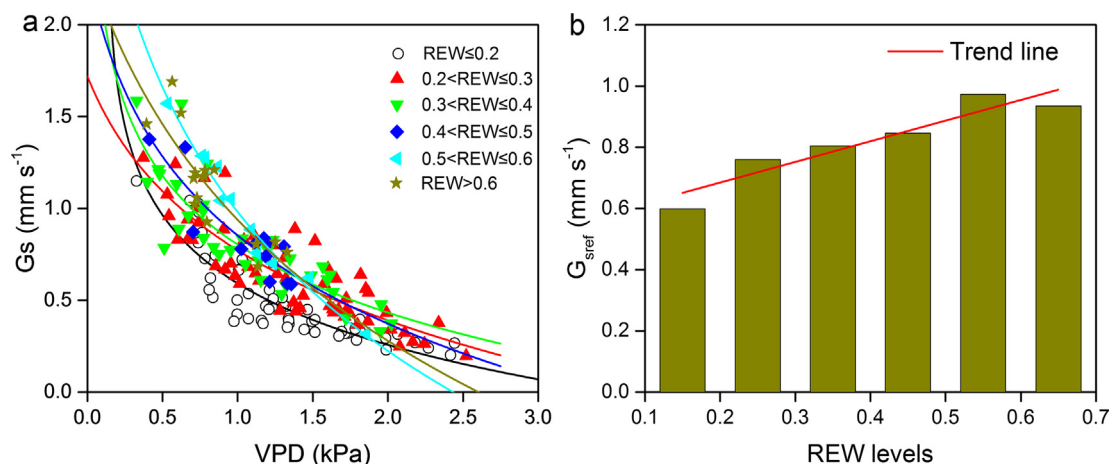 a
2.0
1.5
1.0
0.5
0.0
Gs (mm s⁻¹)
REW≤0.2
0.2<REW≤0.3
0.3<REW≤0.4
0.4<REW≤0.5
0.5<REW≤0.6
REW>0.6
0.0 0.5 1.0 1.5 2.0 2.5 3.0
VPD (kPa)
b
1.2
1.0
0.8
0.6
0.4
0.2
0.0
Gsref (mm s⁻¹)
Trend line
0.1 0.2 0.3 0.4 0.5 0.6 0.7
REW levels